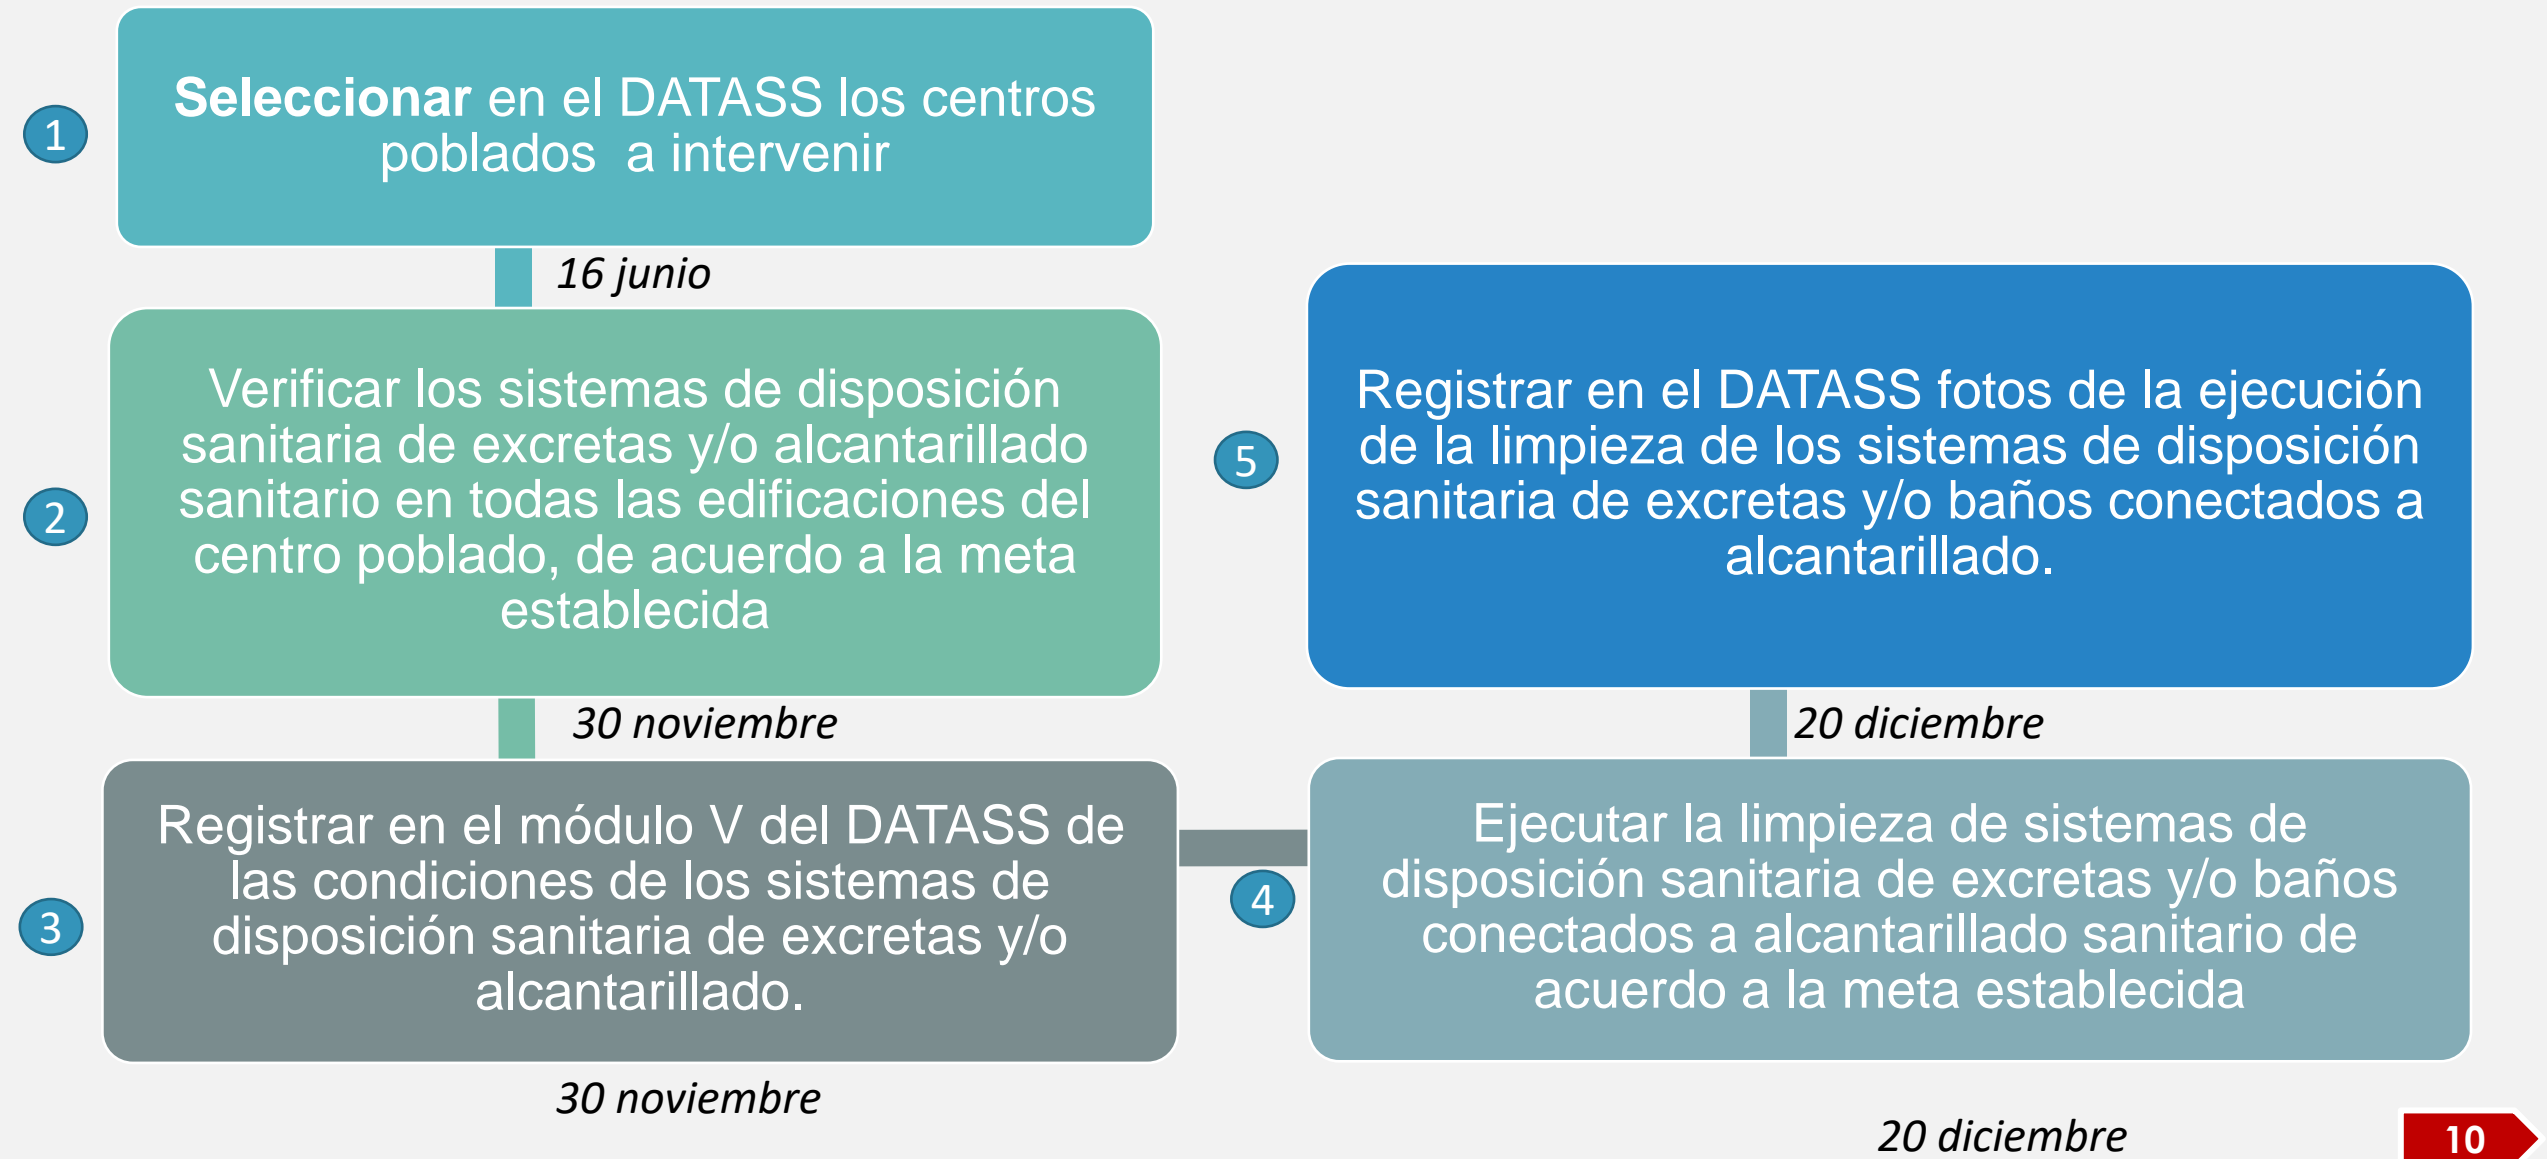 1
Seleccionar en el DATASS los centros
poblados  a intervenir
16 junio
2
Verificar los sistemas de disposición
sanitaria de excretas y/o alcantarillado
sanitario en todas las edificaciones del
centro poblado, de acuerdo a la meta
establecida
30 noviembre
3
Registrar en el módulo V del DATASS de
las condiciones de los sistemas de
disposición sanitaria de excretas y/o
alcantarillado.
30 noviembre
4
Ejecutar la limpieza de sistemas de
disposición sanitaria de excretas y/o baños
conectados a alcantarillado sanitario de
acuerdo a la meta establecida
20 diciembre
5
Registrar en el DATASS fotos de la ejecución
de la limpieza de los sistemas de disposición
sanitaria de excretas y/o baños conectados a
alcantarillado.
20 diciembre
10